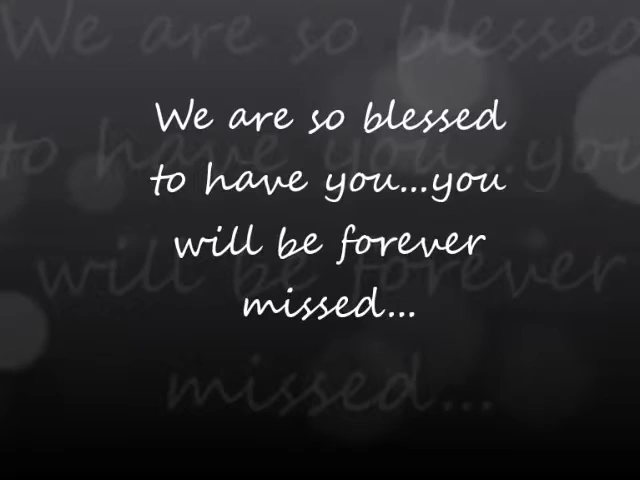 We are so blessed
to have you...you
will be forever
missed...